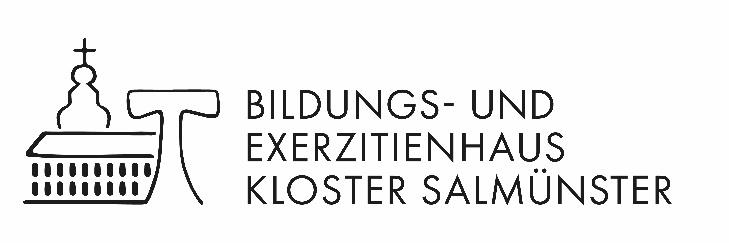 BILDUNGS- UND
EXERZITIENHAUS
KLOSTER SALMÜNSTER